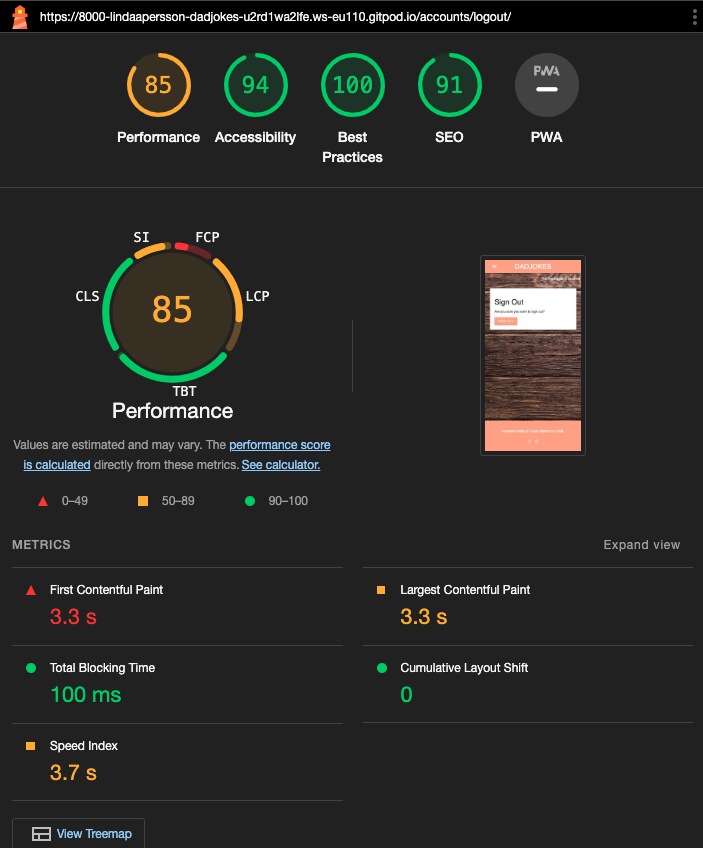 https://8000-lindaapersson-dadjokes-u2rd1wa2lfe.ws-eu110.gitpod.io/accounts/logout/
85
94
100
91
PWA
Performance
Accessibility
Best
Practices
SEO
PWA
SI
FCP
CLS
LCP
85
TBT
Performance
Values are estimated and may vary. The performance score
is calculated directly from these metrics. See calculator.
0–49
50–89
90–100
DADJOKES
Sign Out
Are you sure you want to sign out?
METRICS
Expand view
First Contentful Paint
3.3 s
Largest Contentful Paint
3.3 s
Total Blocking Time
100 ms
Cumulative Layout Shift
0
Speed Index
3.7 s
View Treemap